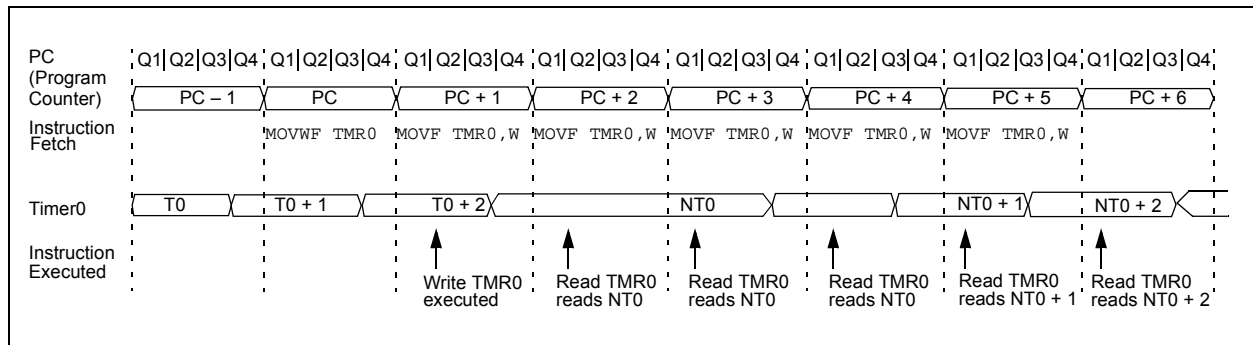 PC
(Program
Counter)
Q1|Q2|Q3|Q4 Q1|Q2|Q3|Q4 Q1|Q2|Q3|Q4 Q1|Q2|Q3|Q4 Q1|Q2|Q3|Q4 Q1|Q2|Q3|Q4 Q1|Q2|Q3|Q4 Q1|Q2|Q3|Q4
PC – 1 PC PC + 1 PC + 2 PC + 3 PC + 4 PC + 5 PC + 6
Instruction
Fetch
MOVWF TMR0 MOVF TMR0,W MOVF TMR0,W MOVF TMR0,W MOVF TMR0,W MOVF TMR0,W
Timer0
T0 T0 + 1 T0 + 2 NT0 NT0 + 1 NT0 + 2
Instruction
Executed
Write TMR0
executed
Read TMR0
reads NT0
Read TMR0
reads NT0
Read TMR0
reads NT0
Read TMR0
reads NT0 + 1
Read TMR0
reads NT0 + 2